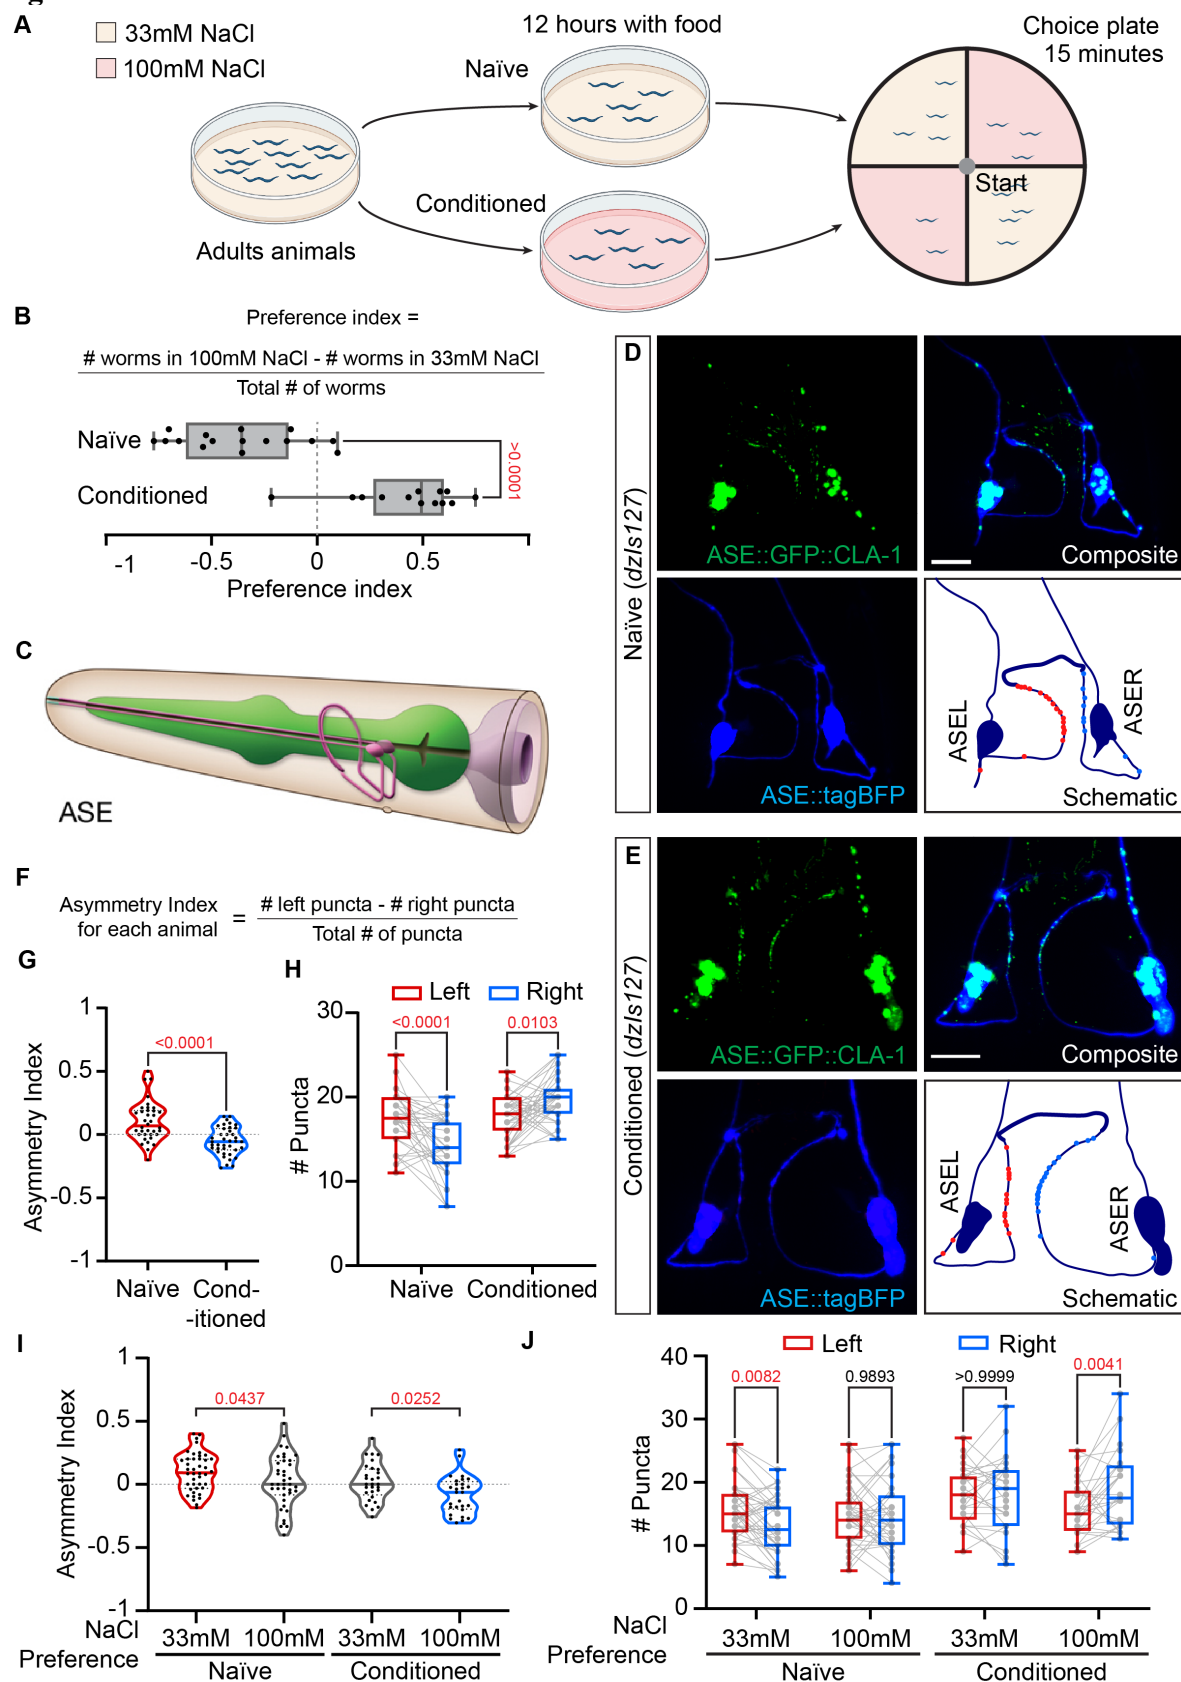 A
33mM NaCl
100mM NaCl
12 hours with food
Naïve
Conditioned
Adults animals
Choice plate
15 minutes
Start
B
Preference index =
# worms in 100mM NaCl - # worms in 33mM NaCl
Total # of worms
Naïve
Conditioned
>0.0001
-1
-0.5
0
0.5
Preference index
C
ASE
D
Naïve (dzIs127)
ASE::GFP::CLA-1
Composite
ASE::tagBFP
ASEL
ASER
Schematic
E
Conditioned (dzIs127)
ASE::GFP::CLA-1
Composite
ASE::tagBFP
ASEL
ASER
Schematic
F
Asymmetry Index
for each animal
=
# left puncta - # right puncta
Total # of puncta
G
Asymmetry Index
1
0.5
0
-0.5
-1
<0.0001
Naïve
Cond-
-itioned
H
Left
Right
# Puncta
30
20
10
0
<0.0001
0.0103
Naïve
Conditioned
I
Asymmetry Index
1
0.5
0
-0.5
-1
0.0437
0.0252
NaCl
Preference
33mM
100mM
33mM
100mM
Naïve
Conditioned
J
Left
Right
# Puncta
40
30
20
10
0
0.0082
0.9893
>0.9999
0.0041
NaCl
Preference
33mM
100mM
33mM
100mM
Naïve
Conditioned